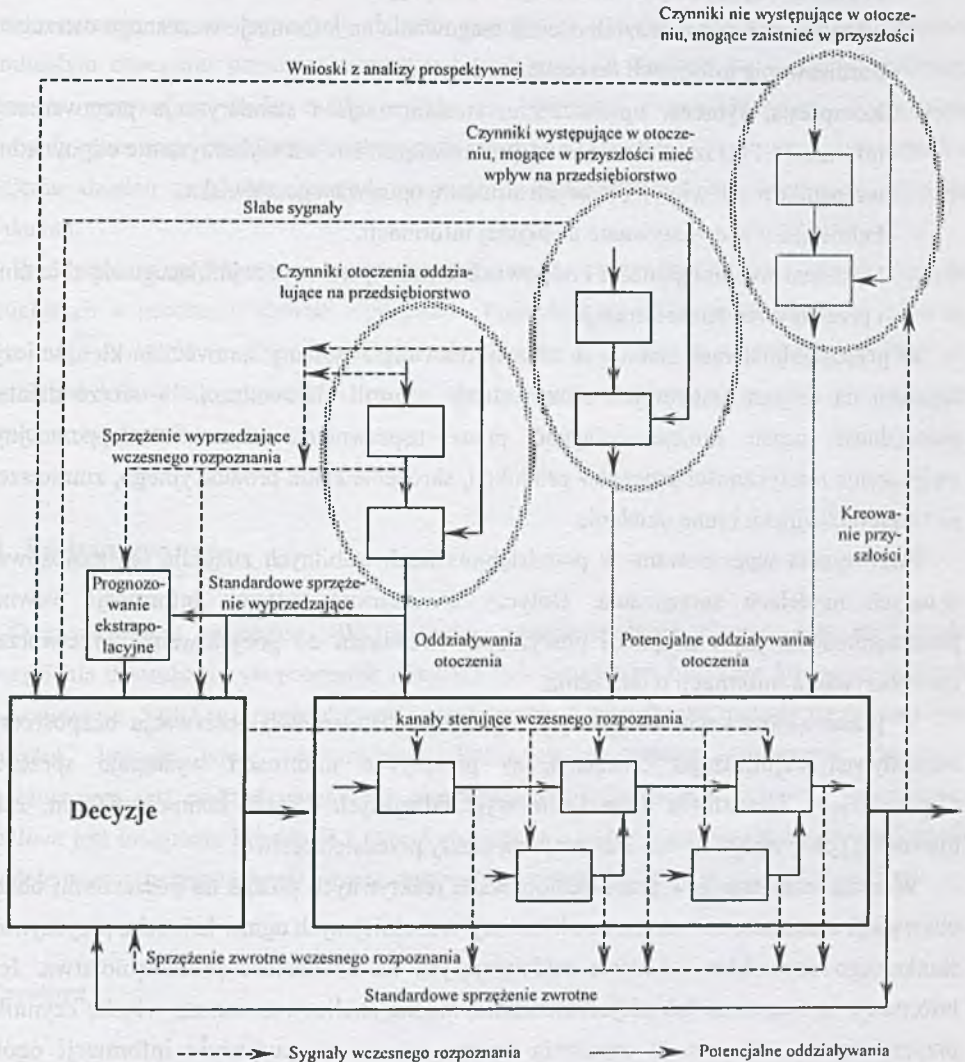 Czynniki nie występujące w otocze-
niu, mogące zaistnieć w przyszłości
Wnioski z analizy prospektywnej
Czynniki występujące w otocze-
niu, mogące w przyszłości mieć
wpływ na przedsiębiorstwo
Słabe sygnały
Czynniki otoczenia oddzia
łujące na przedsiębiorstwo
Sprzężenie wyprzedzające
wczesnego rozpoznania
Kreowa-
nie przy-
szłości
Prognozo-
wanie
ekstrapo-
lacyjne
Standardowe sprzęże-
nie wyprzedzające
Oddziaływania
otoczenia
Potencjalne oddziaływania
otoczenia
kanały sterujące wczesnego rozpoznania
Decyzje
Sprzężenie zwrotne wczesnego rozpoznania
Standardowe sprzężenie zwrotne
Sygnały wczesnego rozpoznania
Potencjalne oddziaływania